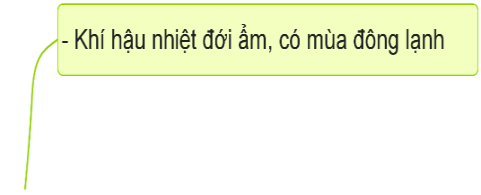 - Khí hậu nhiệt đới ẩm, có mùa đông lạnh